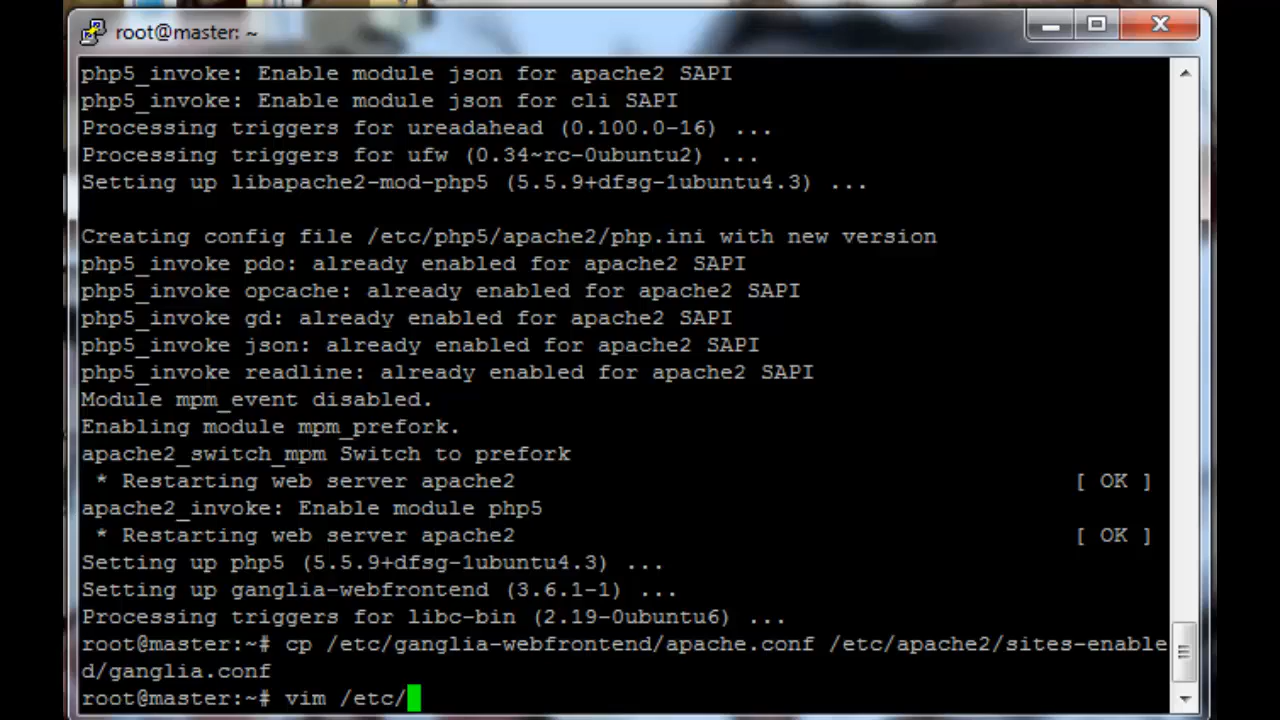 root@master: ~
php5_invoke: Enable module json for apache2 SAPI
php5_invoke: Enable module json for cli SAPI
Processing triggers for ureadahead (0.100.0-16) ...
Processing triggers for ufw (0.34~rc-0ubuntu2) ...
Setting up libapache2-mod-php5 (5.5.9+dfsg-1ubuntu4.3) ...
Creating config file /etc/php5/apache2/php.ini with new version
php5_invoke pdo: already enabled for apache2 SAPI
php5_invoke opcache: already enabled for apache2 SAPI
php5_invoke gd: already enabled for apache2 SAPI
php5_invoke json: already enabled for apache2 SAPI
php5_invoke readline: already enabled for apache2 SAPI
Module mpm_event disabled.
Enabling module mpm_prefork.
apache2_switch_mpm Switch to prefork
 * Restarting web server apache2 [ OK ]
apache2_invoke: Enable module php5
 * Restarting web server apache2 [ OK ]
Setting up php5 (5.5.9+dfsg-1ubuntu4.3) ...
Setting up ganglia-webfrontend (3.6.1-1) ...
Processing triggers for libc-bin (2.19-0ubuntu6) ...
root@master:~# cp /etc/ganglia-webfrontend/apache.conf /etc/apache2/sites-enable
d/ganglia.conf
root@master:~# vim /etc/